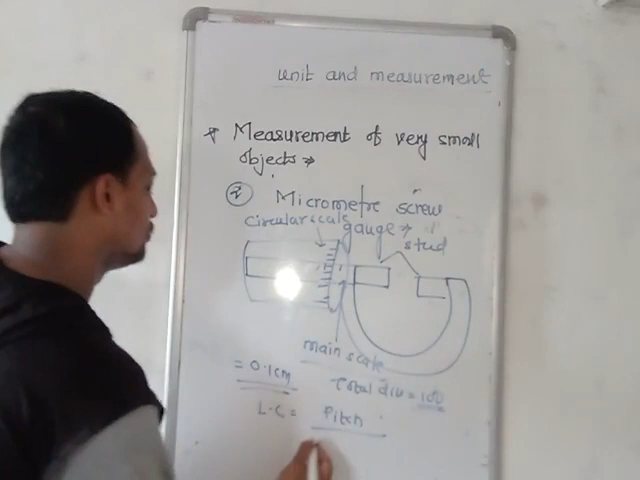 unit and measurement
* Measurement of very small
objects ⇒
(i) Micrometre screw
gauge ⇒
circular scale
stud
main scale
= 0.1cm
Total div = 100
L.C = Pitch